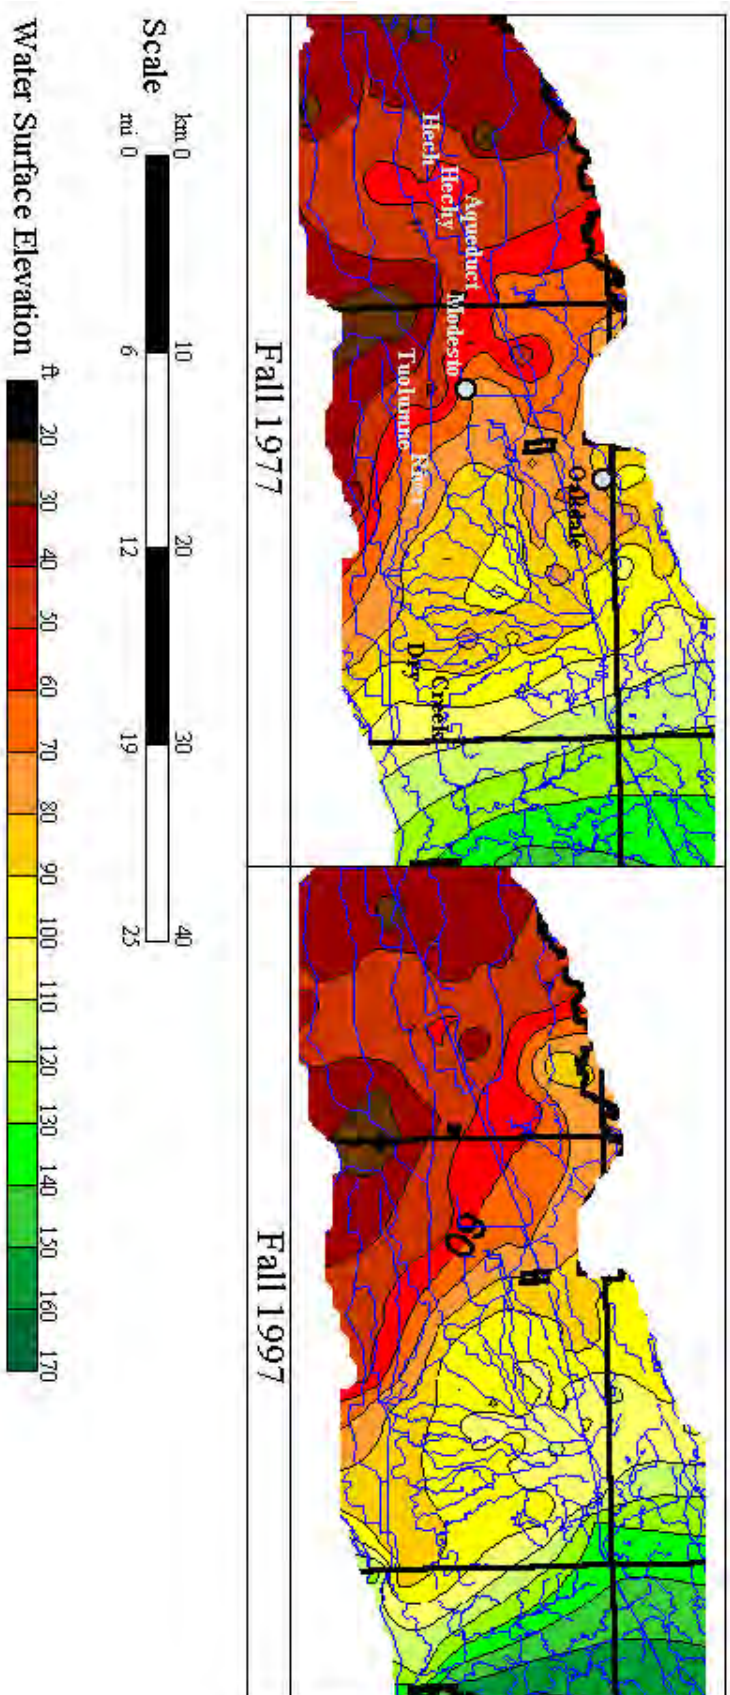 Hech Hechy Aqueduct
Modesto
Oakdale
Tuolumne River
Dry Creek
60
Fall 1977
Fall 1997
Scale
km 0 10 20 30 40
mi 0 6 12 19 25
Water Surface Elevation
ft 20 30 40 50 60 70 80 90 100 110 120 130 140 150 160 170